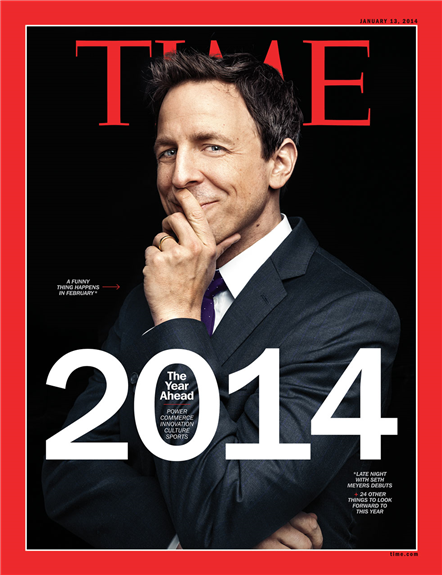 JANUARY 13, 2014
TIME
A FUNNY
THING HAPPENS
IN FEBRUARY*
2014
The
Year
Ahead
POWER
COMMERCE
INNOVATION
CULTURE
SPORTS
*LATE NIGHT
WITH SETH
MEYERS DEBUTS
+ 24 OTHER
THINGS TO LOOK
FORWARD TO
THIS YEAR
time.com